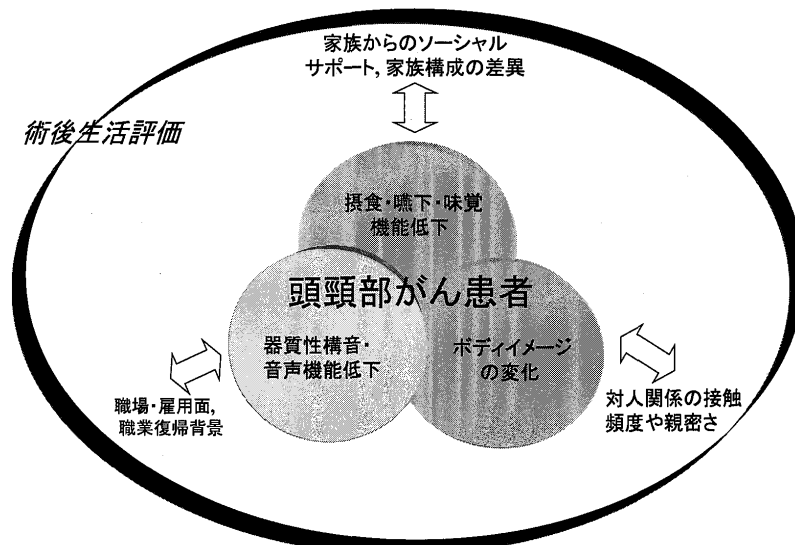 家族からのソーシャル
サポート, 家族構成の差異
術後生活評価
摂食・嚥下・味覚
機能低下
頭頸部がん患者
器質性構音・
音声機能低下
ボディイメージ
の変化
職場・雇用面,
職業復帰背景
対人関係の接触
頻度や親密さ